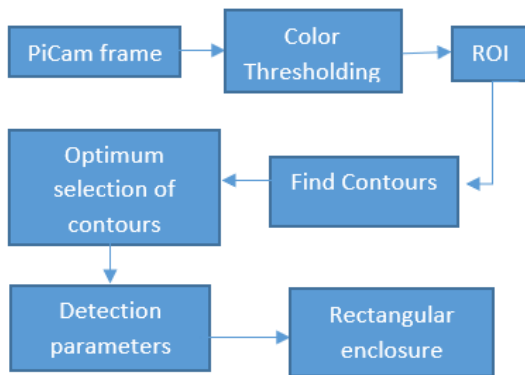 PiCam frame
Color
Thresholding
ROI
Find Contours
Optimum
selection of
contours
Detection
parameters
Rectangular
enclosure